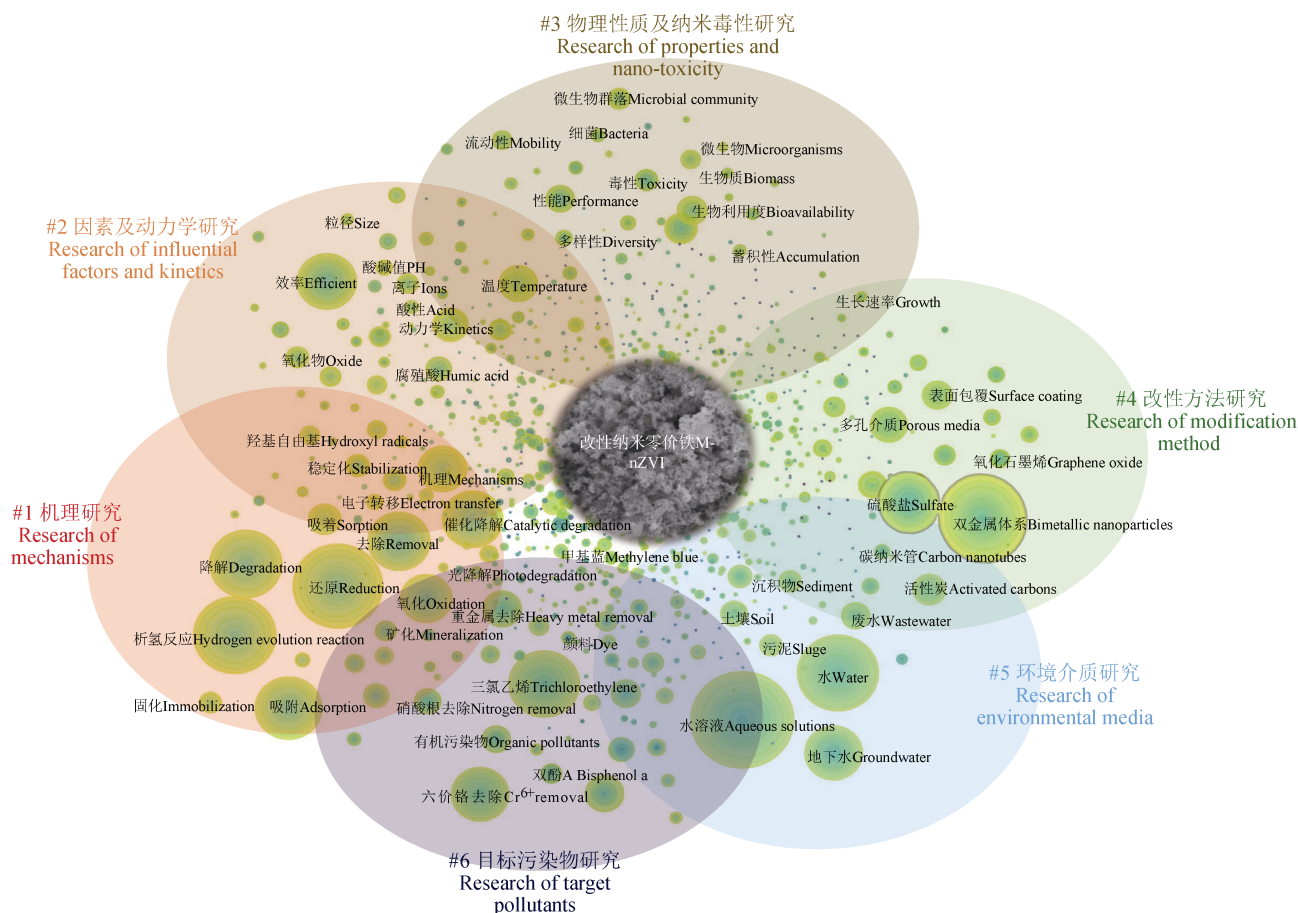 #3 物理性质及纳米毒性研究
Research of properties and
nano-toxicity
微生物群落Microbial community
流动性Mobility
细菌Bacteria
微生物Microorganisms
毒性Toxicity
生物质Biomass
性能Performance
生物利用度Bioavailability
多样性Diversity
蓄积性Accumulation
#2 因素及动力学研究
Research of influential
factors and kinetics
粒径Size
酸碱值PH
效率Efficient
离子Ions
温度Temperature
酸性Acid
动力学Kinetics
氧化物Oxide
腐殖酸Humic acid
生长速率Growth
#4 改性方法研究
Research of modification
method
表面包覆Surface coating
多孔介质Porous media
氧化石墨烯Graphene oxide
硫酸盐Sulfate
双金属体系Bimetallic nanoparticles
碳纳米管Carbon nanotubes
活性炭Activated carbons
改性纳米零价铁M-
nZVI
#1 机理研究
Research of
mechanisms
羟基自由基Hydroxyl radicals
稳定化Stabilization
机理Mechanisms
电子转移Electron transfer
吸着Sorption
催化降解Catalytic degradation
去除Removal
降解Degradation
还原Reduction
氧化Oxidation
析氢反应Hydrogen evolution reaction
矿化Mineralization
固化Immobilization
吸附Adsorption
甲基蓝Methylene blue
光降解Photodegradation
重金属去除Heavy metal removal
颜料Dye
三氯乙烯Trichloroethylene
硝酸根去除Nitrogen removal
有机污染物Organic pollutants
双酚A Bisphenol a
六价铬去除Cr6+removal
#6 目标污染物研究
Research of target
pollutants
沉积物Sediment
土壤Soil
废水Wastewater
污泥Sluge
水Water
水溶液Aqueous solutions
地下水Groundwater
#5 环境介质研究
Research of
environmental media